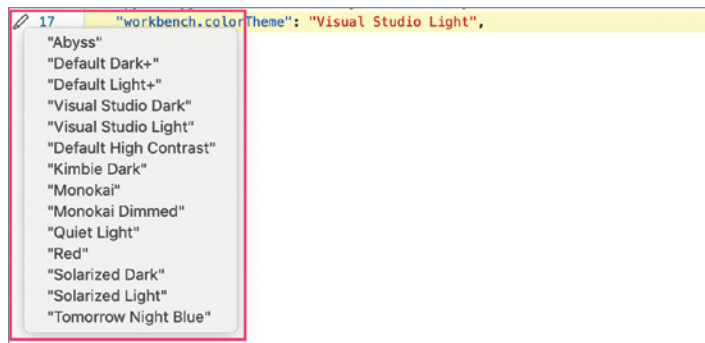 17 "workbench.colorTheme": "Visual Studio Light",
"Abyss"
"Default Dark+"
"Default Light+"
"Visual Studio Dark"
"Visual Studio Light"
"Default High Contrast"
"Kimbie Dark"
"Monokai"
"Monokai Dimmed"
"Quiet Light"
"Red"
"Solarized Dark"
"Solarized Light"
"Tomorrow Night Blue"